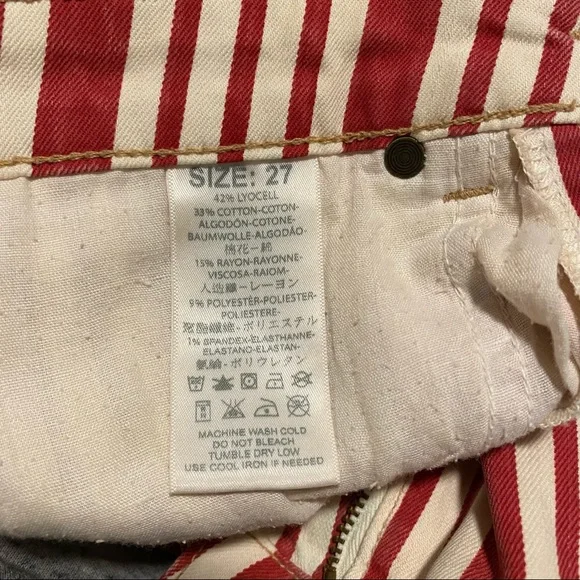 SIZE: 27
42% LYOCELL
33% COTTON-COTON-
ALGODÓN-COTONE-
BAUMWOLLE-ALGODÃO-
棉花-綿
15% RAYON-RAYONNE-
VISCOSA-RAIOM-
人造纖-レーヨン
9% POLYESTER-POLIESTER-
POLIESTERE-
聚酯纖維-ポリエステル
1% SPANDEX-ELASTHANNE-
ELASTANO-ELASTAN-
氨綸-ポリウレタン
MACHINE WASH COLD
DO NOT BLEACH
TUMBLE DRY LOW
USE COOL IRON IF NEEDED